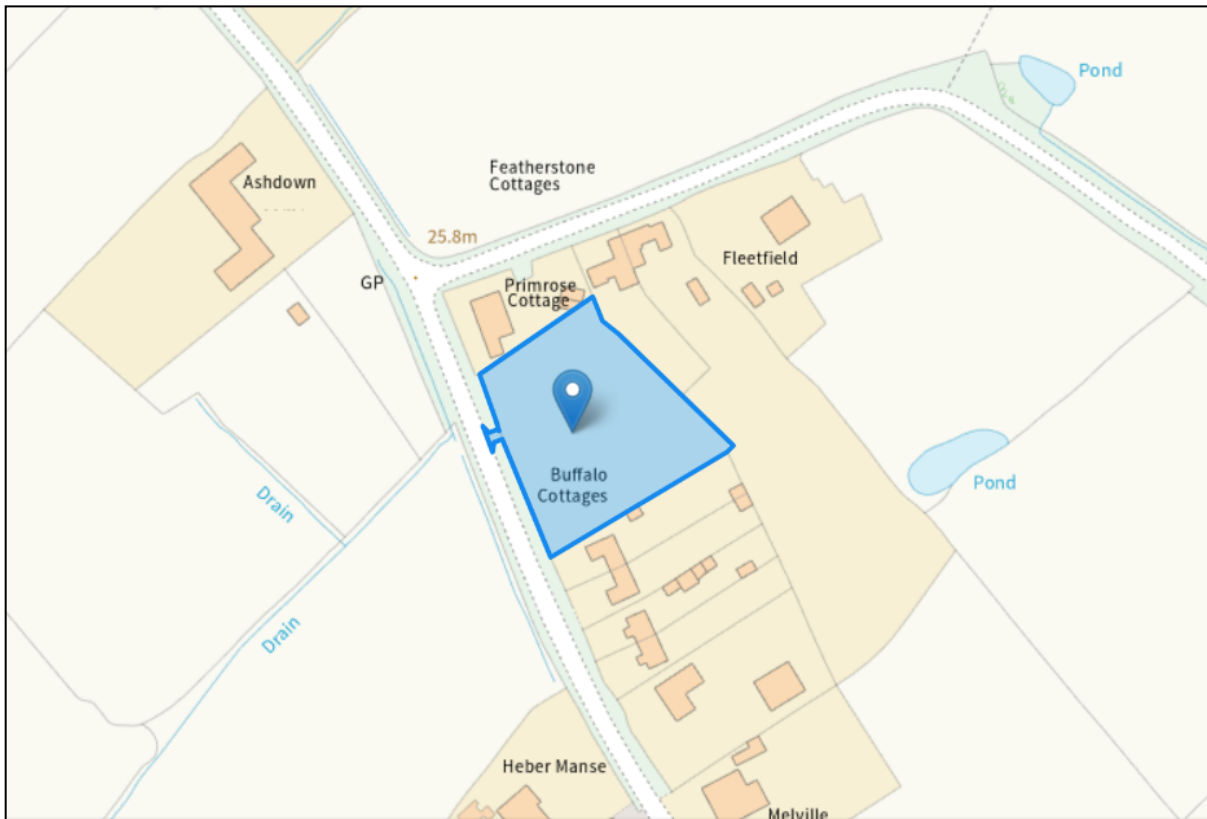 Pond
Featherstone
Cottages
Ashdown
25.8m
Fleetfield
GP
Primrose
Cottage
Buffalo
Cottages
Pond
Drain
Drain
Heber Manse
Melville